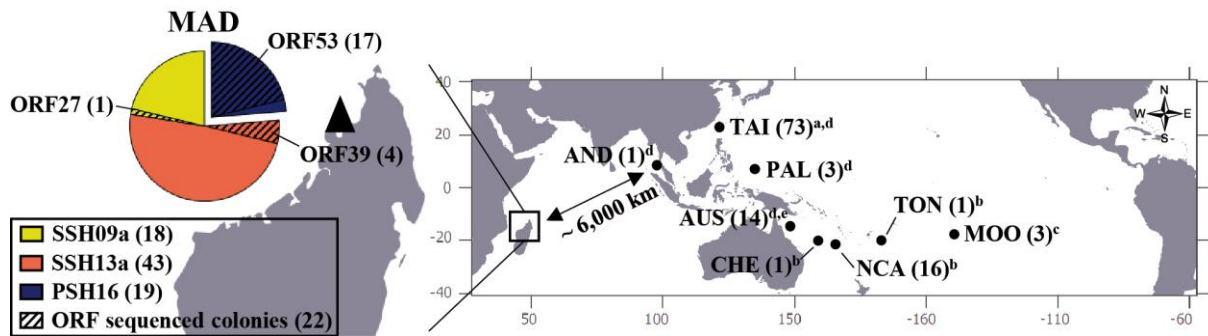 MAD
ORF53 (17)
ORF27 (1)
ORF39 (4)
SSH09a (18)
SSH13a (43)
PSH16 (19)
ORF sequenced colonies (22)
40
20
0
-20
-40
50
100
150
-160
-110
-60
N
W E
S
TAI (73)a,d
AND (1)d
PAL (3)d
~ 6,000 km
AUS (14)d,e
TON (1)b
MOO (3)c
CHE (1)b
NCA (16)b